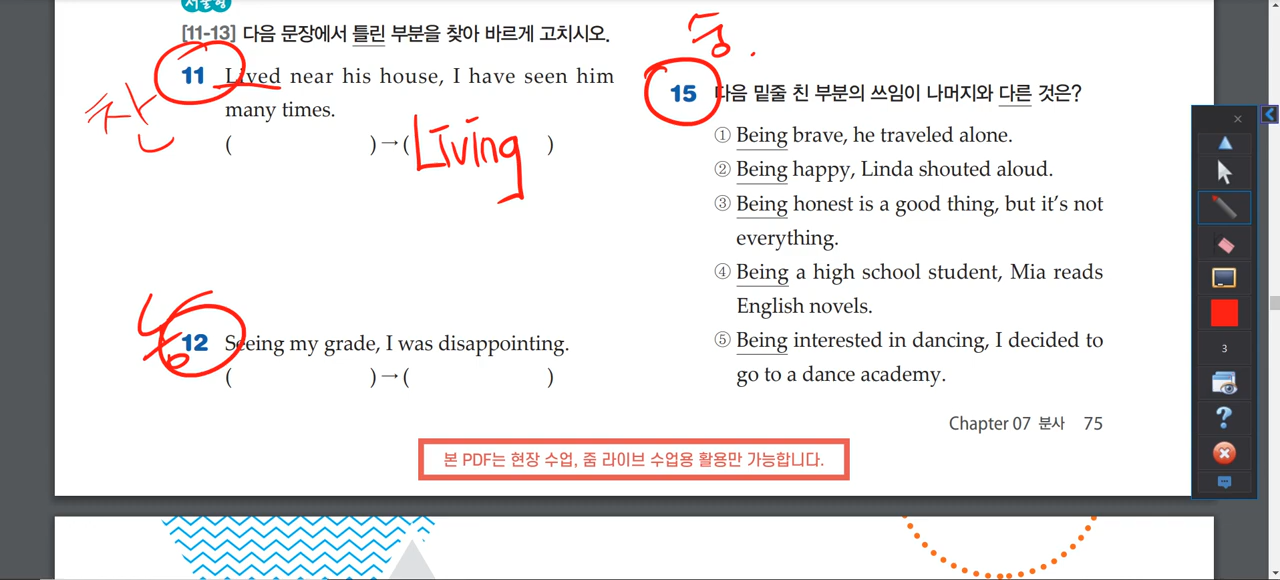 서술형
[11-13] 다음 문장에서 틀린 부분을 찾아 바르게 고치시오.
11 Lived near his house, I have seen him
many times.
( ) → ( Living )
12 Seeing my grade, I was disappointing.
( ) → ( )
15 다음 밑줄 친 부분의 쓰임이 나머지와 다른 것은?
① Being brave, he traveled alone.
② Being happy, Linda shouted aloud.
③ Being honest is a good thing, but it's not
everything.
④ Being a high school student, Mia reads
English novels.
⑤ Being interested in dancing, I decided to
go to a dance academy.
Chapter 07 분사 75
본 PDF는 현장 수업, 줌 라이브 수업용 활용만 가능합니다.
3